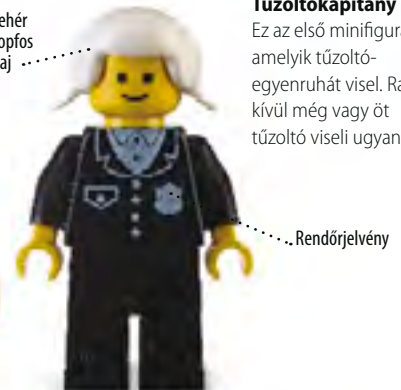 ehér
opfos
aj
Tűzoltókapitány
Ez az első minifigura
amelyik tűzoltó-
egyenruhát visel. Ra
kívül még vagy öt
tűzoltó viseli ugyan
Rendőrjelvény